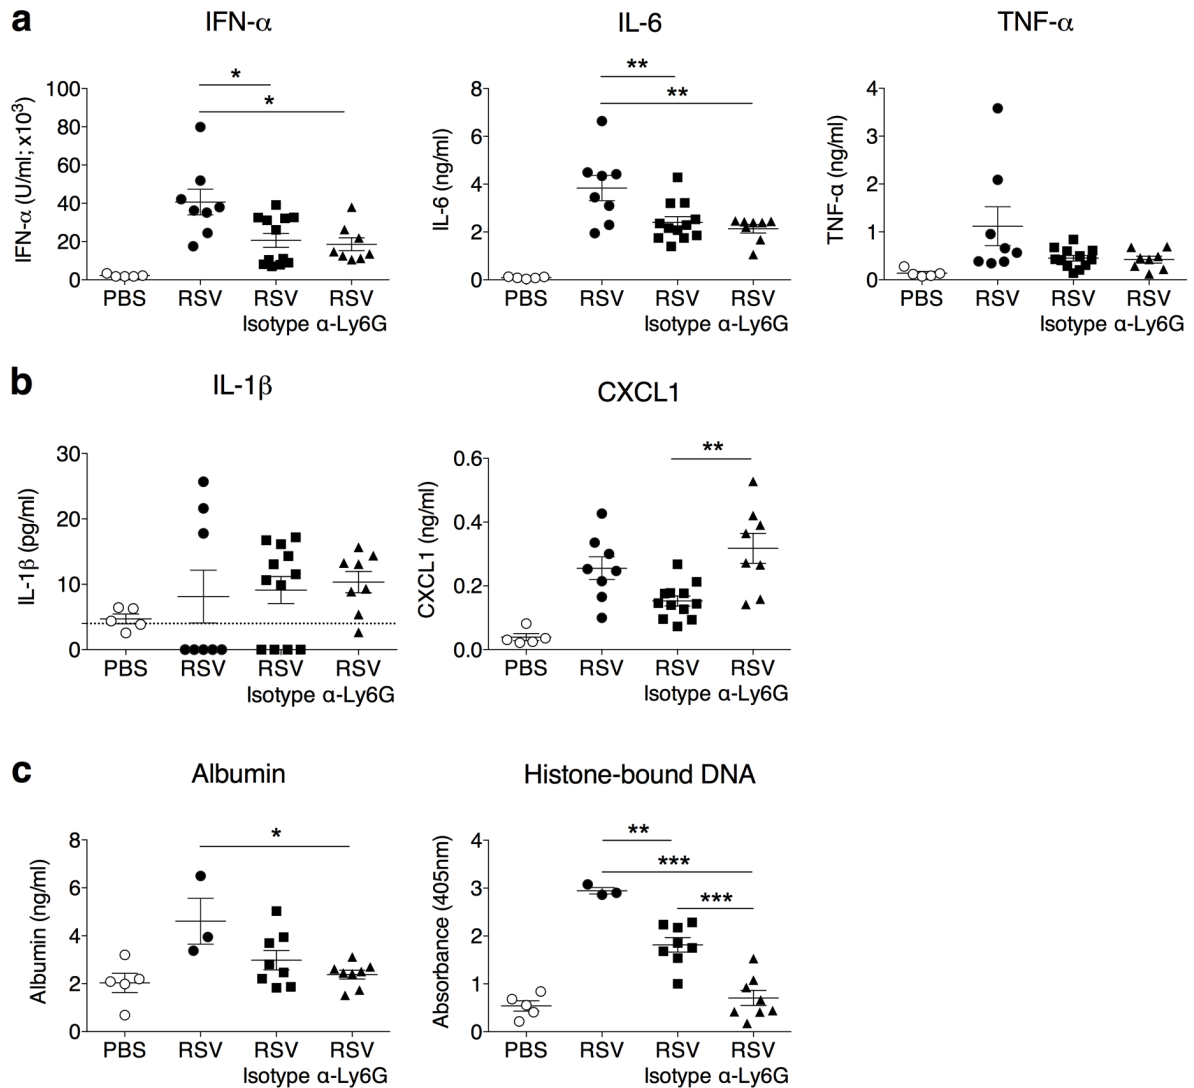 a
IFN-α
IL-6
TNF-α
*
*
IFN-α (U/ml; x10³)
100
80
60
40
20
0
PBS
RSV
RSV
RSV
Isotype
α-Ly6G
**
**
IL-6 (ng/ml)
8
6
4
2
0
PBS
RSV
RSV
RSV
Isotype
α-Ly6G
TNF-α (ng/ml)
4
3
2
1
0
PBS
RSV
RSV
RSV
Isotype
α-Ly6G
b
IL-1β
CXCL1
IL-1β (pg/ml)
30
20
10
0
PBS
RSV
RSV
RSV
Isotype
α-Ly6G
**
CXCL1 (ng/ml)
0.6
0.4
0.2
0.0
PBS
RSV
RSV
RSV
Isotype
α-Ly6G
c
Albumin
Histone-bound DNA
*
Albumin (ng/ml)
8
6
4
2
0
PBS
RSV
RSV
RSV
Isotype
α-Ly6G
**
***
***
Absorbance (405nm)
4
3
2
1
0
PBS
RSV
RSV
RSV
Isotype
α-Ly6G